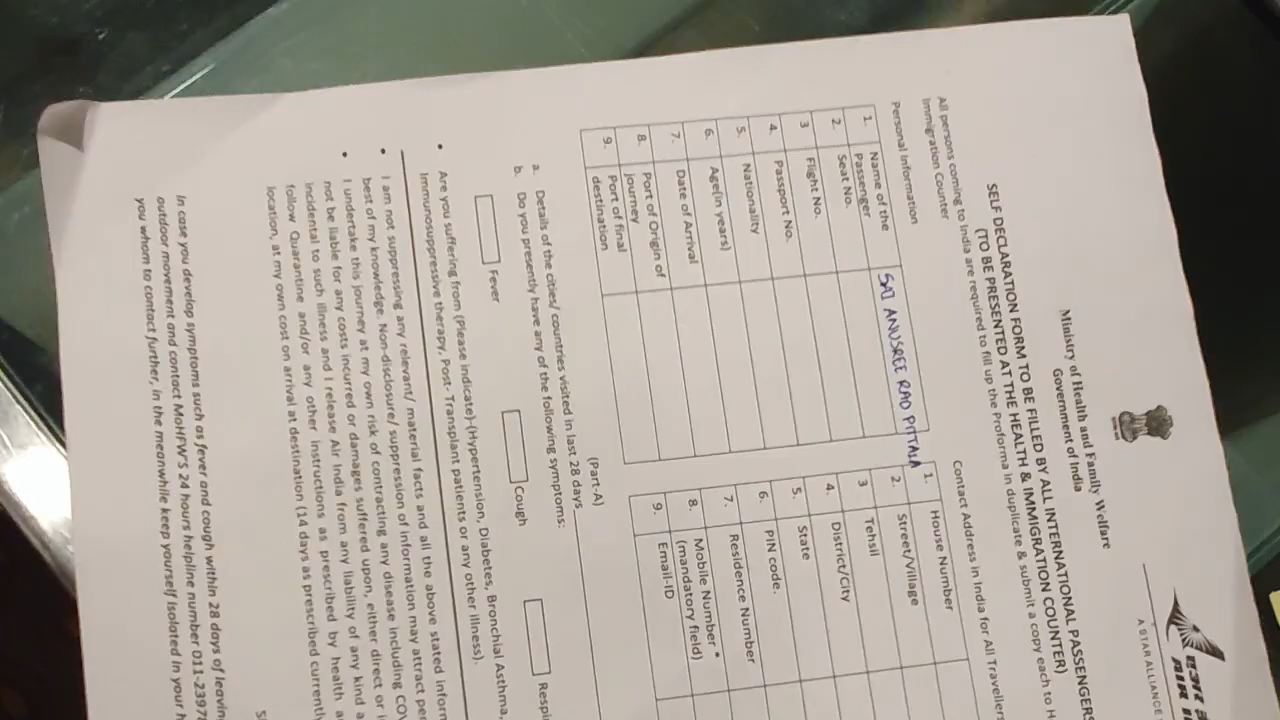 AIR I
A STAR ALLIANCE
Ministry of Health and Family Welfare
Government of India
SELF DECLARATION FORM TO BE FILLED BY ALL INTERNATIONAL PASSENGERS
(TO BE PRESENTED AT THE HEALTH & IMMIGRATION COUNTER)
All persons coming to India are required to fill up the Proforma in duplicate & submit a copy each to H
Immigration Counter
Personal Information
1. Name of the Passenger SAI ANUSREE RAO PITTALA
2. Seat No.
3 Flight No.
4. Passport No.
5. Nationality
6. Age(in years)
7. Date of Arrival
8. Port of Origin of journey
9. Port of final destination
Contact Address in India for All Travellers
1. House Number
2. Street/Village
3 Tehsil
4. District/City
5. State
6. PIN code.
7. Residence Number
8. Mobile Number * (mandatory field)
9. Email-ID
(Part-A)
a. Details of the cities/ countries visited in last 28 days
b. Do you presently have any of the following symptoms:
Fever Cough Respi
• Are you suffering from (Please indicate)-(Hypertension, Diabetes, Bronchial Asthma,
Immunosuppressive therapy, Post- Transplant patients or any other illness).
• I am not suppressing any relevant/ material facts and all the above stated inform
best of my knowledge. Non-disclosure/ suppression of information may attract pe
• I undertake this journey at my own risk of contracting any disease including COV
not be liable for any costs incurred or damages suffered upon, either direct or i
incidental to such illness and I release Air India from any liability of any kind a
follow Quarantine and/or any other instructions as prescribed by health a
location, at my own cost on arrival at destination (14 days as prescribed currentl
In case you develop symptoms such as fever and cough within 28 days of leavin
outdoor movement and contact MoHFW'S 24 hours helpline number 011-2397
you whom to contact further, in the meanwhile keep yourself isolated in your h